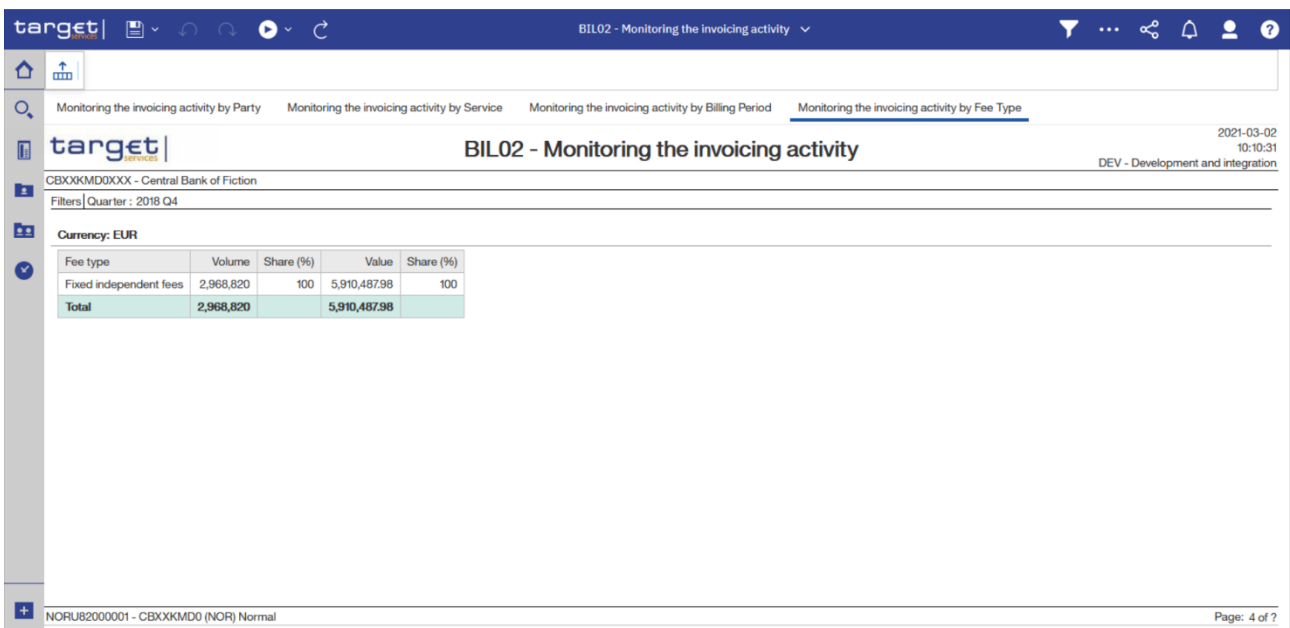 target|
services
BIL02 - Monitoring the invoicing activity
Monitoring the invoicing activity by Party Monitoring the invoicing activity by Service Monitoring the invoicing activity by Billing Period Monitoring the invoicing activity by Fee Type
target|
services
BIL02 - Monitoring the invoicing activity
2021-03-02
10:10:31
DEV - Development and integration
CBXXKMD0XXX - Central Bank of Fiction
Filters Quarter : 2018 Q4
Currency: EUR
Fee type Volume Share (%) Value Share (%)
Fixed independent fees 2,968,820 100 5,910,487.98 100
Total 2,968,820 5,910,487.98
NORU82000001 - CBXXKMD0 (NOR) Normal Page: 4 of ?